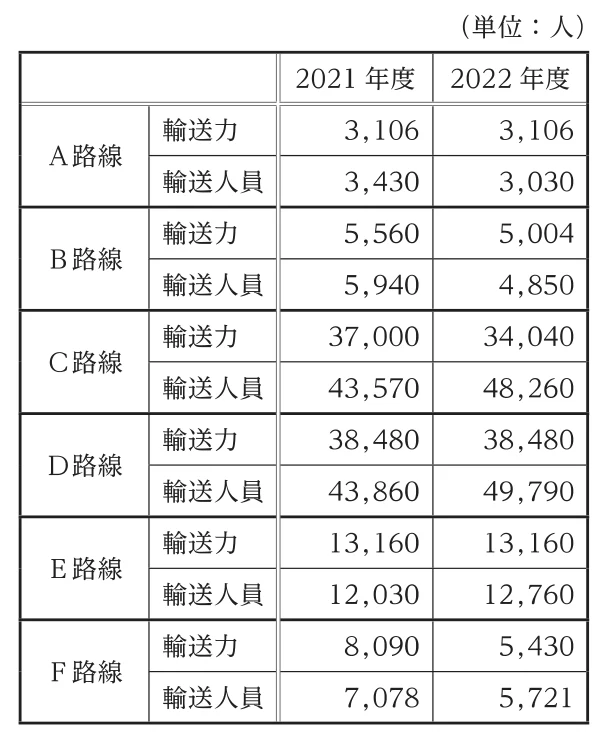 （単位：人）
2021 年度 2022 年度
A路線 輸送力 3,106 3,106
輸送人員 3,430 3,030
B路線 輸送力 5,560 5,004
輸送人員 5,940 4,850
C路線 輸送力 37,000 34,040
輸送人員 43,570 48,260
D路線 輸送力 38,480 38,480
輸送人員 43,860 49,790
E路線 輸送力 13,160 13,160
輸送人員 12,030 12,760
F路線 輸送力 8,090 5,430
輸送人員 7,078 5,721